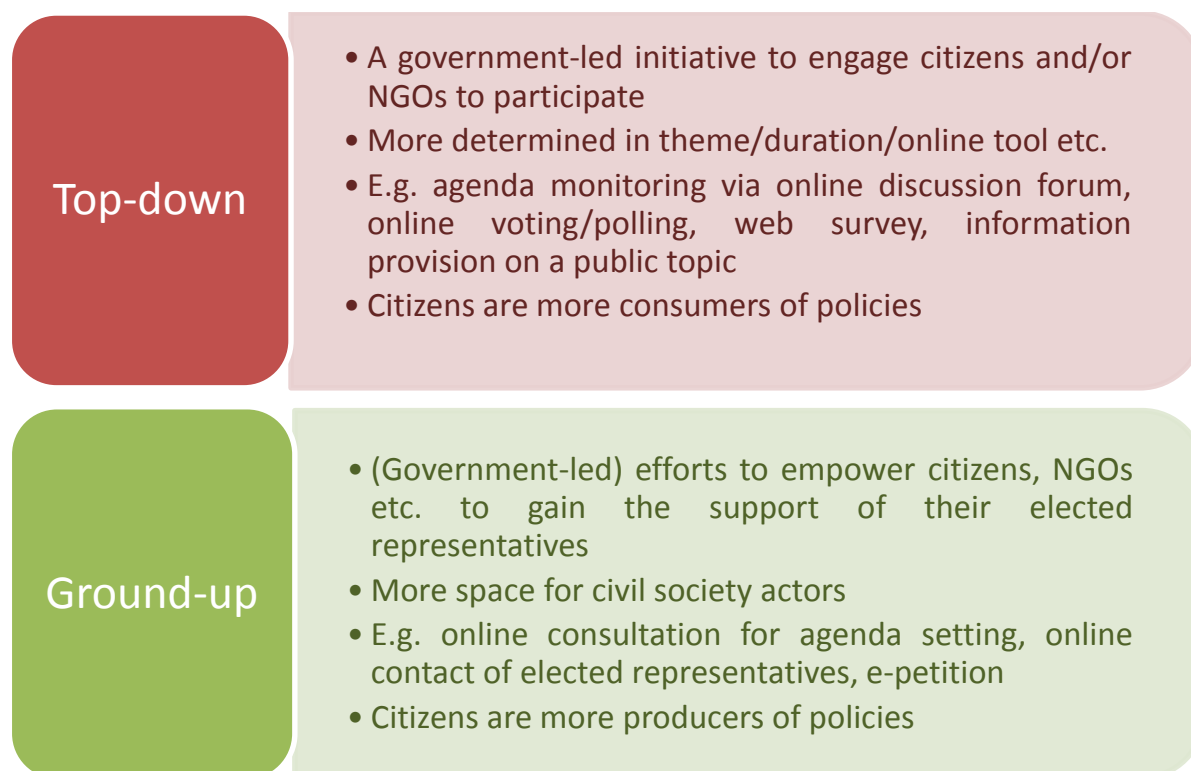 Top-down
• A government-led initiative to engage citizens and/or
NGOs to participate
• More determined in theme/duration/online tool etc.
• E.g. agenda monitoring via online discussion forum,
online voting/polling, web survey, information
provision on a public topic
• Citizens are more consumers of policies
Ground-up
• (Government-led) efforts to empower citizens, NGOs
etc. to gain the support of their elected
representatives
• More space for civil society actors
• E.g. online consultation for agenda setting, online
contact of elected representatives, e-petition
• Citizens are more producers of policies